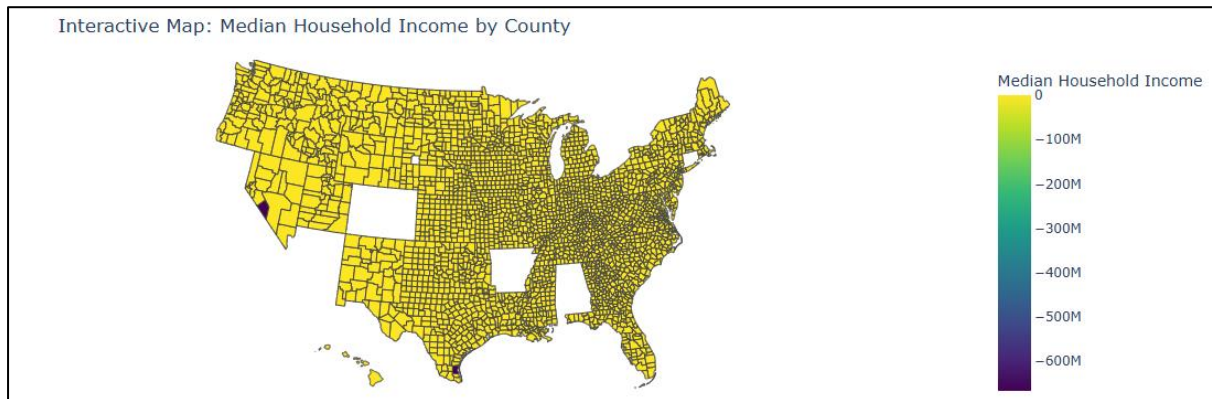 Interactive Map: Median Household Income by County
Median Household Income
0
−100M
−200M
−300M
−400M
−500M
−600M